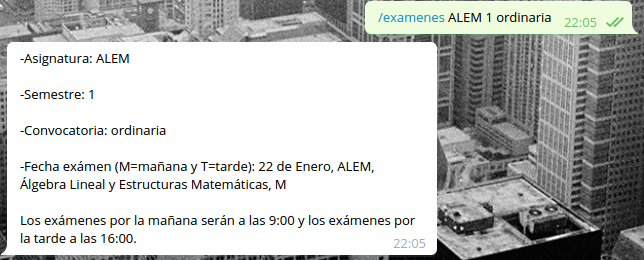 /examenes ALEM 1 ordinaria 22:05
-Asignatura: ALEM
-Semestre: 1
-Convocatoria: ordinaria
-Fecha exámen (M=mañana y T=tarde): 22 de Enero, ALEM,
Álgebra Lineal y Estructuras Matemáticas, M
Los exámenes por la mañana serán a las 9:00 y los exámenes por
la tarde a las 16:00.
22:05